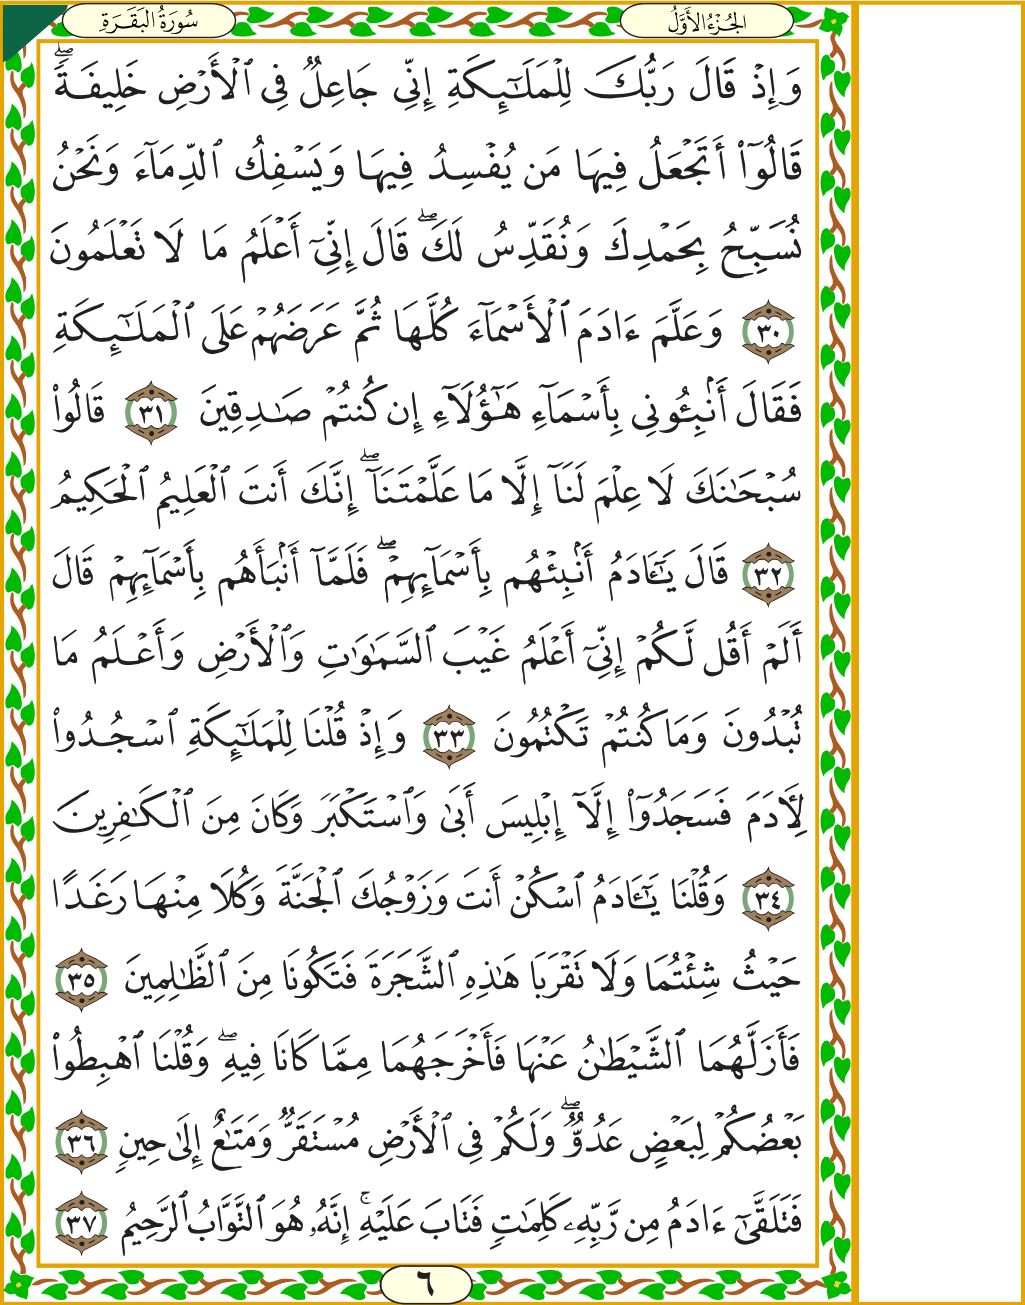 الجُزْءُ الأَوَّلُ
سُورَةُ البَقَرَةِ
وَإِذْ قَالَ رَبُّكَ لِلْمَلَـٰٓئِكَةِ إِنِّى جَاعِلٌ فِى ٱلْأَرْضِ خَلِيفَةً ۖ
قَالُوٓا۟ أَتَجْعَلُ فِيهَا مَن يُفْسِدُ فِيهَا وَيَسْفِكُ ٱلدِّمَآءَ وَنَحْنُ
نُسَبِّحُ بِحَمْدِكَ وَنُقَدِّسُ لَكَ ۖ قَالَ إِنِّىٓ أَعْلَمُ مَا لَا تَعْلَمُونَ
٣٠ وَعَلَّمَ ءَادَمَ ٱلْأَسْمَآءَ كُلَّهَا ثُمَّ عَرَضَهُمْ عَلَى ٱلْمَلَـٰٓئِكَةِ
فَقَالَ أَنۢبِـُٔونِى بِأَسْمَآءِ هَـٰٓؤُلَآءِ إِن كُنتُمْ صَـٰدِقِينَ ٣١ قَالُوا۟
سُبْحَـٰنَكَ لَا عِلْمَ لَنَآ إِلَّا مَا عَلَّمْتَنَآ ۖ إِنَّكَ أَنتَ ٱلْعَلِيمُ ٱلْحَكِيمُ
٣٢ قَالَ يَـٰٓـَٔادَمُ أَنۢبِئْهُم بِأَسْمَآئِهِمْ ۖ فَلَمَّآ أَنۢبَأَهُم بِأَسْمَآئِهِمْ قَالَ
أَلَمْ أَقُل لَّكُمْ إِنِّىٓ أَعْلَمُ غَيْبَ ٱلسَّمَـٰوَٰتِ وَٱلْأَرْضِ وَأَعْلَمُ مَا
تُبْدُونَ وَمَا كُنتُمْ تَكْتُمُونَ ٣٣ وَإِذْ قُلْنَا لِلْمَلَـٰٓئِكَةِ ٱسْجُدُوا۟
لِـَٔادَمَ فَسَجَدُوٓا۟ إِلَّآ إِبْلِيسَ أَبَىٰ وَٱسْتَكْبَرَ وَكَانَ مِنَ ٱلْكَـٰفِرِينَ
٣٤ وَقُلْنَا يَـٰٓـَٔادَمُ ٱسْكُنْ أَنتَ وَزَوْجُكَ ٱلْجَنَّةَ وَكُلَا مِنْهَا رَغَدًا
حَيْثُ شِئْتُمَا وَلَا تَقْرَبَا هَـٰذِهِ ٱلشَّجَرَةَ فَتَكُونَا مِنَ ٱلظَّـٰلِمِينَ ٣٥
فَأَزَلَّهُمَا ٱلشَّيْطَـٰنُ عَنْهَا فَأَخْرَجَهُمَا مِمَّا كَانَا فِيهِ ۖ وَقُلْنَا ٱهْبِطُوا۟
بَعْضُكُمْ لِبَعْضٍ عَدُوٌّ ۖ وَلَكُمْ فِى ٱلْأَرْضِ مُسْتَقَرٌّ وَمَتَـٰعٌ إِلَىٰ حِينٍ ٣٦
فَتَلَقَّىٰٓ ءَادَمُ مِن رَّبِّهِۦ كَلِمَـٰتٍ فَتَابَ عَلَيْهِ ۚ إِنَّهُۥ هُوَ ٱلتَّوَّابُ ٱلرَّحِيمُ ٣٧
٦